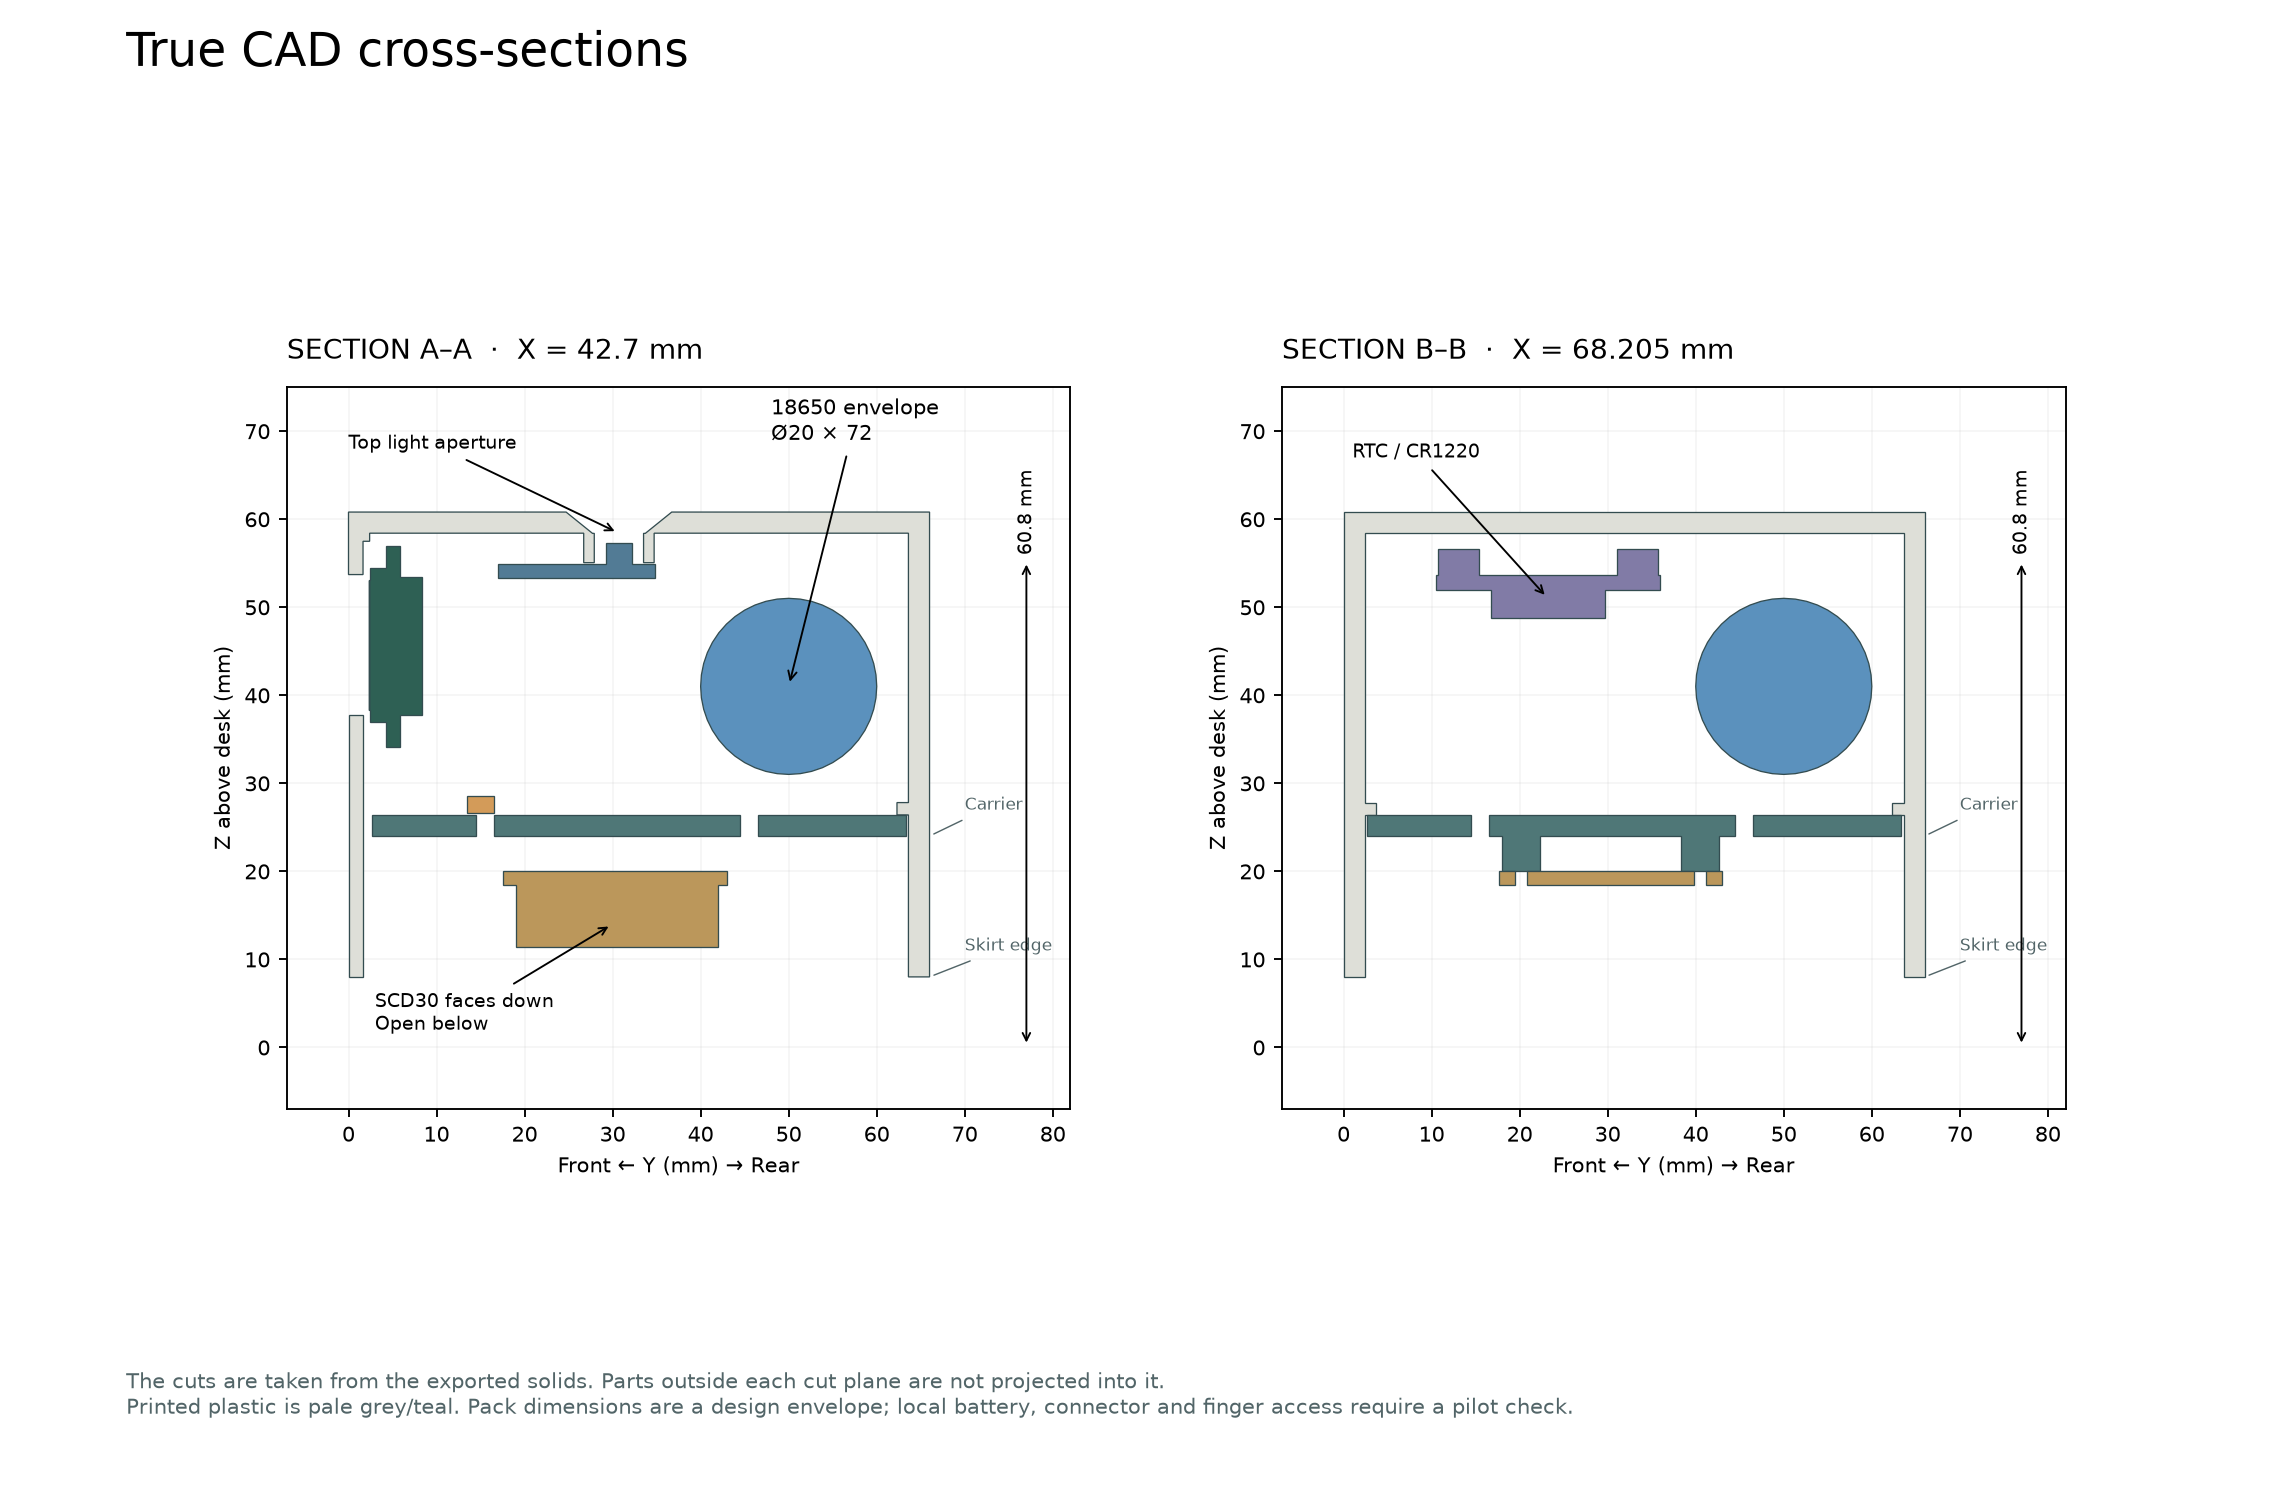 True CAD cross-sections
SECTION A–A · X = 42.7 mm
18650 envelope
Ø20 × 72
Top light aperture
60.8 mm
Carrier
Skirt edge
SCD30 faces down
Open below
70
60
50
40
30
20
10
0
Z above desk (mm)
0 10 20 30 40 50 60 70 80
Front ← Y (mm) → Rear
SECTION B–B · X = 68.205 mm
RTC / CR1220
60.8 mm
Carrier
Skirt edge
70
60
50
40
30
20
10
0
Z above desk (mm)
0 10 20 30 40 50 60 70 80
Front ← Y (mm) → Rear
The cuts are taken from the exported solids. Parts outside each cut plane are not projected into it.
Printed plastic is pale grey/teal. Pack dimensions are a design envelope; local battery, connector and finger access require a pilot check.